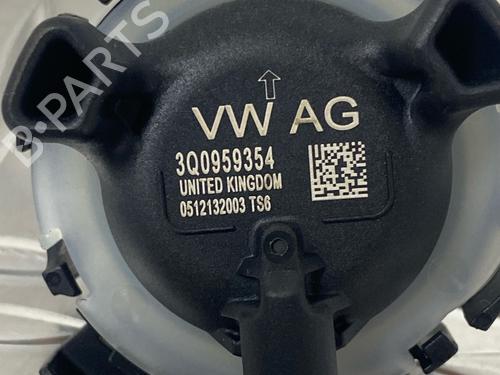 VW AG
3Q0959354
UNITED KINGDOM
0512132003 TS6
B-PARTS